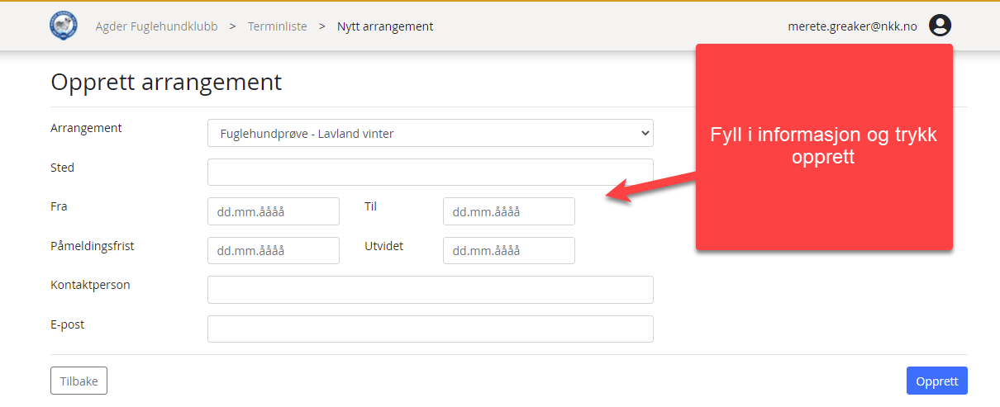 Agder Fuglehundklubb > Terminliste > Nytt arrangement
merete.greaker@nkk.no
Opprett arrangement
Arrangement
Fuglehundprøve - Lavland vinter
Sted
Fra
dd.mm.åååå
Til
dd.mm.åååå
Påmeldingsfrist
dd.mm.åååå
Utvidet
dd.mm.åååå
Kontaktperson
E-post
Fyll i informasjon og trykk
opprett
Tilbake
Opprett